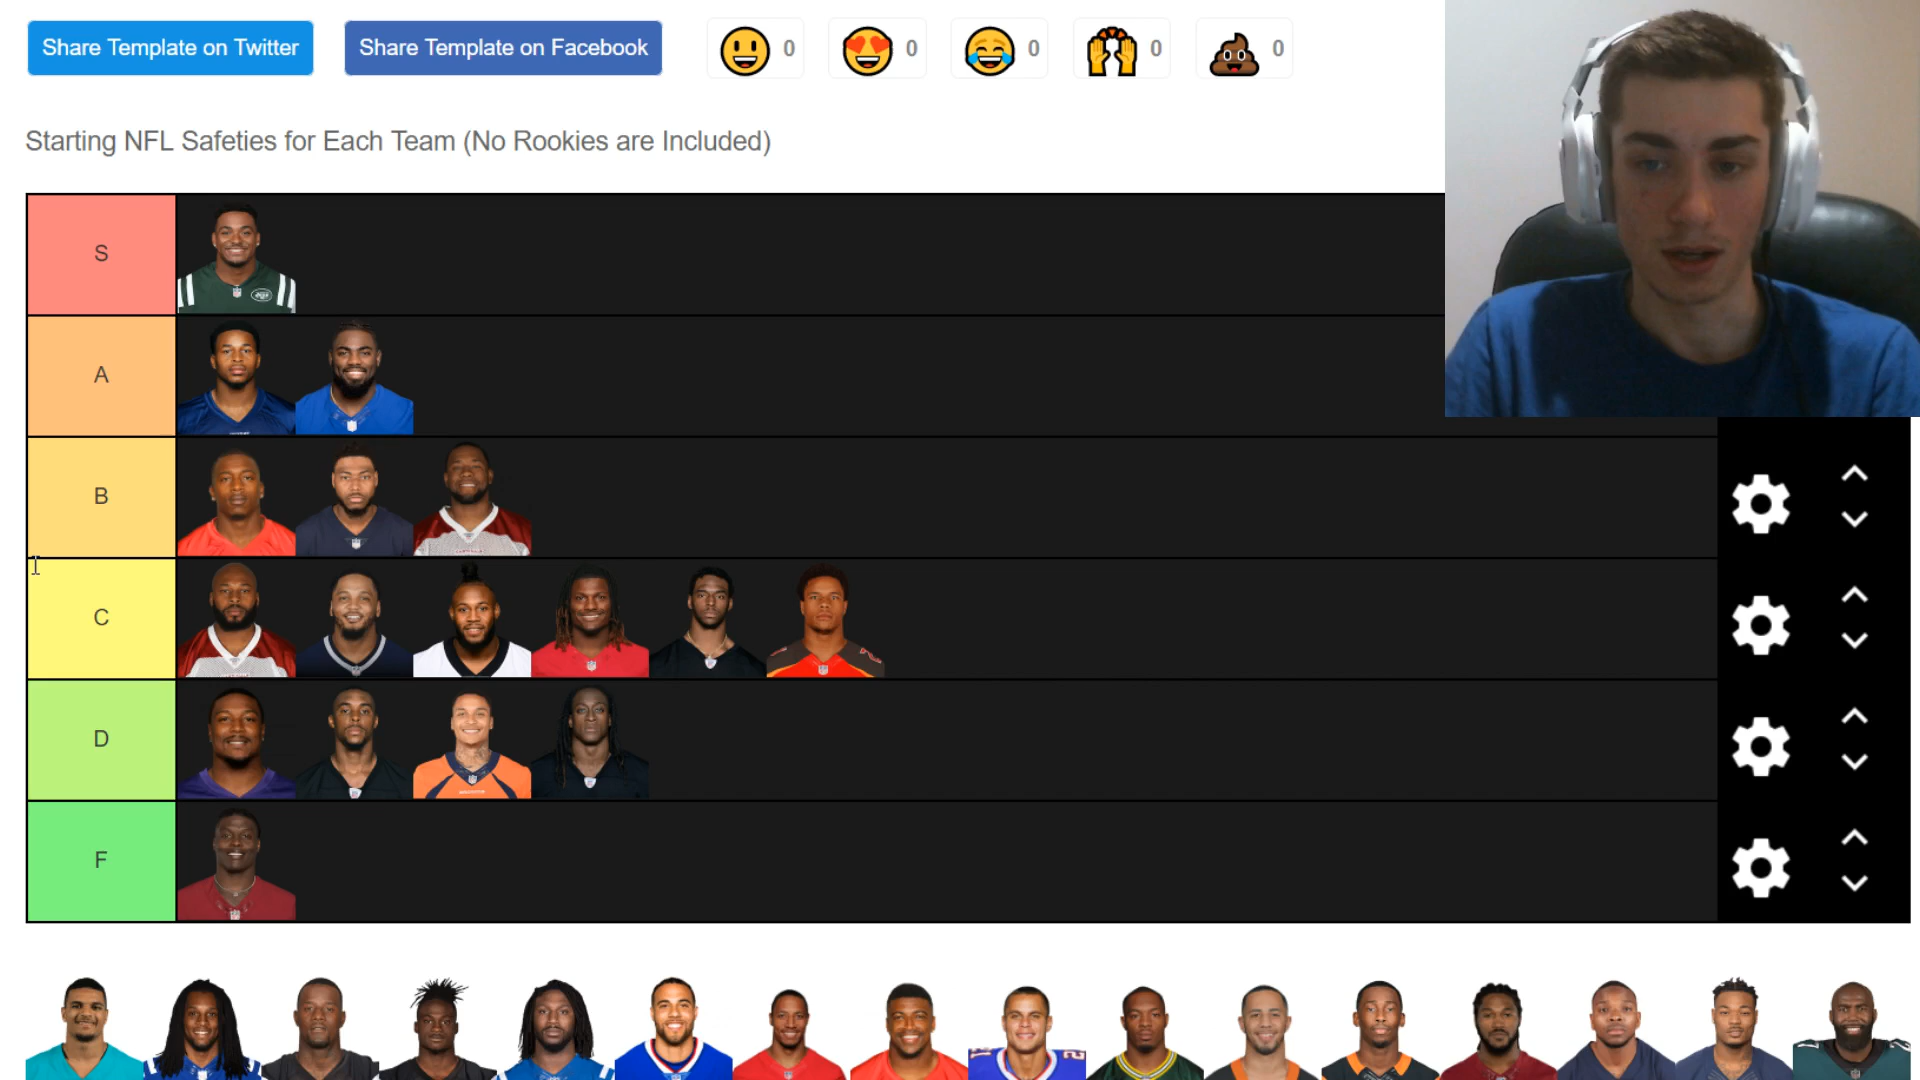 Share Template on Twitter
Share Template on Facebook
0
0
0
0
0
Starting NFL Safeties for Each Team (No Rookies are Included)
S
A
B
C
D
F